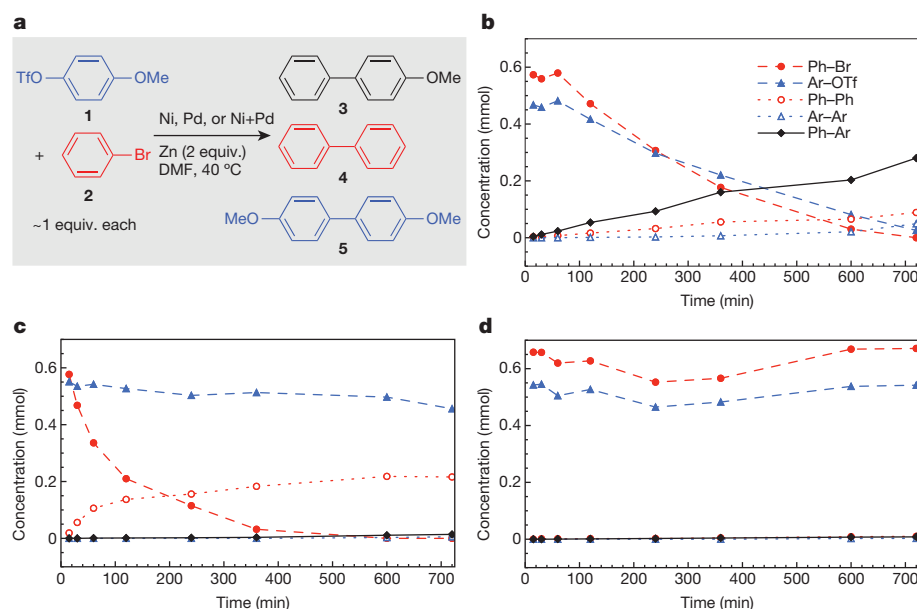 a
TfO
OMe
1
+
Br
2
~1 equiv. each
Ni, Pd, or Ni+Pd
Zn (2 equiv.)
DMF, 40 ºC
OMe
3
4
MeO
OMe
5
b
Concentration (mmol)
0.6
0.4
0.2
0
0 100 200 300 400 500 600 700
Time (min)
Ph–Br
Ar–OTf
Ph–Ph
Ar–Ar
Ph–Ar
c
Concentration (mmol)
0.6
0.4
0.2
0
0 100 200 300 400 500 600 700
Time (min)
d
Concentration (mmol)
0.6
0.4
0.2
0
0 100 200 300 400 500 600 700
Time (min)